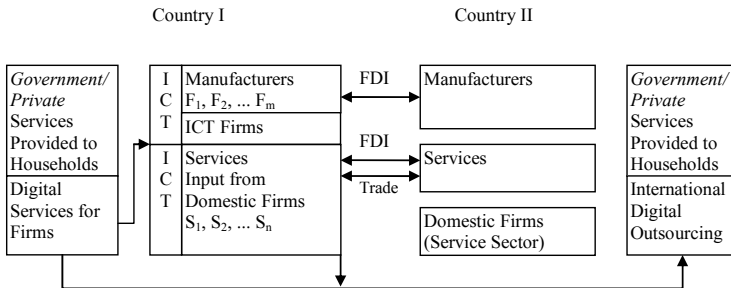 Country I
Country II
Government/
Private
Services
Provided to
Households
Digital
Services for
Firms
I
C
T
Manufacturers
F1, F2, ... Fm
ICT Firms
I
C
T
Services
Input from
Domestic Firms
S1, S2, ... Sn
FDI
FDI
Trade
Manufacturers
Services
Domestic Firms
(Service Sector)
Government/
Private
Services
Provided to
Households
International
Digital
Outsourcing